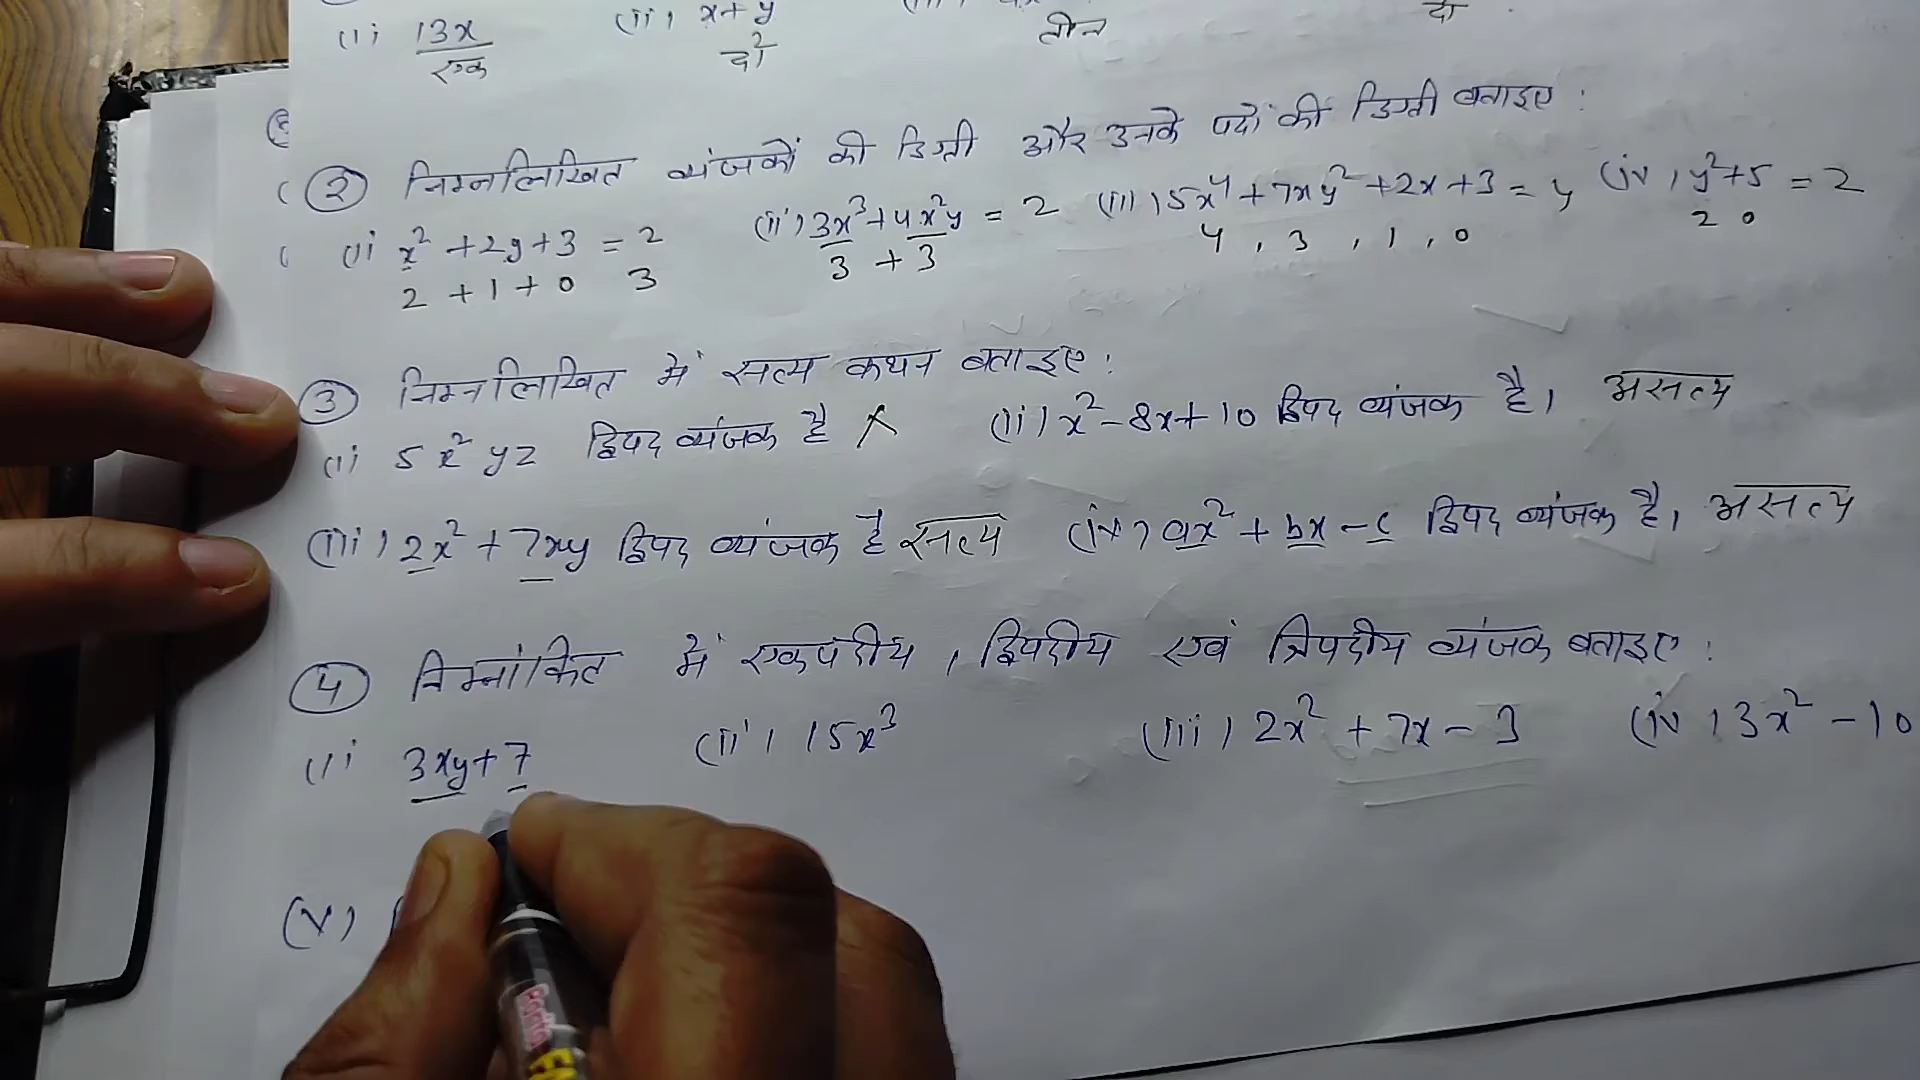 (i) 13x (ii) x + y
एक दो² तीन दो
② निम्नलिखित व्यंजकों की डिग्री और उनके पदों की डिग्री बताइए :
(i) x² + 2y + 3 = 2 (ii) 3x³ + 4x²y = 2 (iii) 5x⁴ + 7xy² + 2x + 3 = 4 (iv) y² + 5 = 2
2 + 1 + 0 3 3 + 3 4 , 3 , 1 , 0 2 0
③ निम्नलिखित में सत्य कथन बताइए :
(i) 5x²yz द्विपद व्यंजक है ✗ (ii) x² - 8x + 10 द्विपद व्यंजक है। असत्य
(iii) 2x² + 7xy द्विपद व्यंजक है सत्य (iv) ax² + bx - c द्विपद व्यंजक है। असत्य
④ निम्नांकित में एकपदीय , द्विपदीय एवं त्रिपदीय व्यंजक बताइए :
(i) 3xy + 7 (ii) 15x³ (iii) 2x² + 7x - 3 (iv) 3x² - 10
(v)